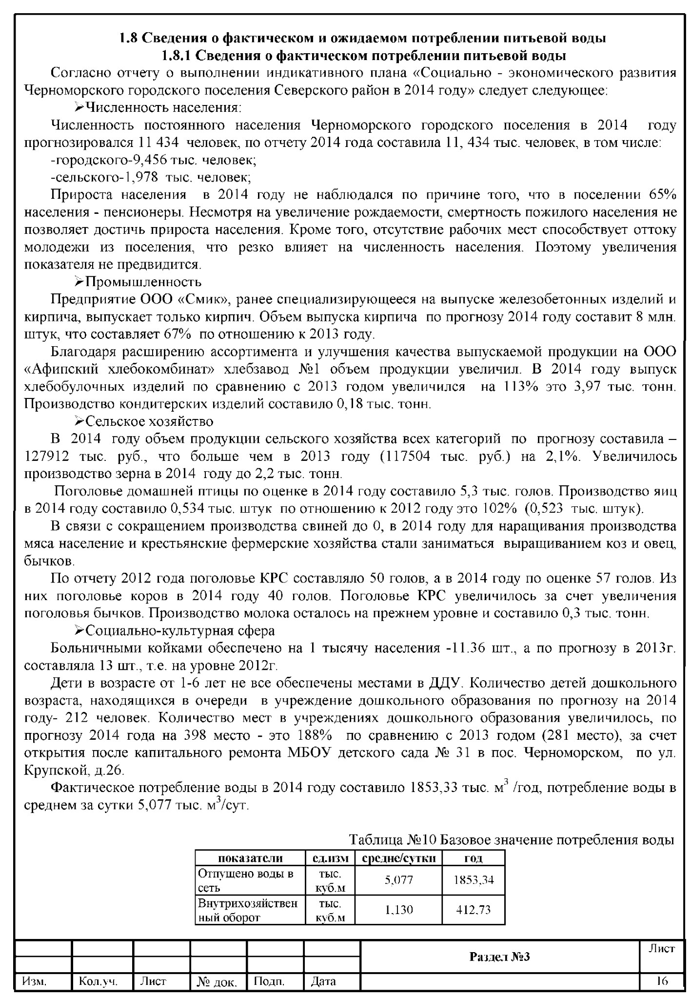 1.8 Сведения о фактическом и ожидаемом потреблении питьевой воды
1.8.1 Сведения о фактическом потреблении питьевой воды
Согласно отчету о выполнении индикативного плана «Социально - экономического развития
Черноморского городского поселения Северского район в 2014 году» следует следующее:
➢Численность населения:
Численность постоянного населения Черноморского городского поселения в 2014 году
прогнозировался 11 434 человек, по отчету 2014 года составила 11, 434 тыс. человек, в том числе:
-городского-9,456 тыс. человек;
-сельского-1,978 тыс. человек;
Прироста населения в 2014 году не наблюдался по причине того, что в поселении 65%
населения - пенсионеры. Несмотря на увеличение рождаемости, смертность пожилого населения не
позволяет достичь прироста населения. Кроме того, отсутствие рабочих мест способствует оттоку
молодежи из поселения, что резко влияет на численность населения. Поэтому увеличения
показателя не предвидится.
➢Промышленность
Предприятие ООО «Смик», ранее специализирующееся на выпуске железобетонных изделий и
кирпича, выпускает только кирпич. Объем выпуска кирпича по прогнозу 2014 году составит 8 млн.
штук, что составляет 67% по отношению к 2013 году.
Благодаря расширению ассортимента и улучшения качества выпускаемой продукции на ООО
«Афипский хлебокомбинат» хлебзавод №1 объем продукции увеличил. В 2014 году выпуск
хлебобулочных изделий по сравнению с 2013 годом увеличился на 113% это 3,97 тыс. тонн.
Производство кондитерских изделий составило 0,18 тыс. тонн.
➢Сельское хозяйство
В 2014 году объем продукции сельского хозяйства всех категорий по прогнозу составила –
127912 тыс. руб., что больше чем в 2013 году (117504 тыс. руб.) на 2,1%. Увеличилось
производство зерна в 2014 году до 2,2 тыс. тонн.
Поголовье домашней птицы по оценке в 2014 году составило 5,3 тыс. голов. Производство яиц
в 2014 году составило 0,534 тыс. штук по отношению к 2012 году это 102% (0,523 тыс. штук).
В связи с сокращением производства свиней до 0, в 2014 году для наращивания производства
мяса население и крестьянские фермерские хозяйства стали заниматься выращиванием коз и овец,
бычков.
По отчету 2012 года поголовье КРС составляло 50 голов, а в 2014 году по оценке 57 голов. Из
них поголовье коров в 2014 году 40 голов. Поголовье КРС увеличилось за счет увеличения
поголовья бычков. Производство молока осталось на прежнем уровне и составило 0,3 тыс. тонн.
➢Социально-культурная сфера
Больничными койками обеспечено на 1 тысячу населения -11.36 шт., а по прогнозу в 2013г.
составляла 13 шт., т.е. на уровне 2012г.
Дети в возрасте от 1-6 лет не все обеспечены местами в ДДУ. Количество детей дошкольного
возраста, находящихся в очереди в учреждение дошкольного образования по прогнозу на 2014
году- 212 человек. Количество мест в учреждениях дошкольного образования увеличилось, по
прогнозу 2014 года на 398 место - это 188% по сравнению с 2013 годом (281 место), за счет
открытия после капитального ремонта МБОУ детского сада № 31 в пос. Черноморском, по ул.
Крупской, д.26.
Фактическое потребление воды в 2014 году составило 1853,33 тыс. м³ /год, потребление воды в
среднем за сутки 5,077 тыс. м³/сут.
Таблица №10 Базовое значение потребления воды
показатели ед.изм средне/сутки год
Отпущено воды в тыс.
сеть куб.м 5,077 1853,34
Внутрихозяйствен тыс.
ный оборот куб.м 1,130 412,73
Раздел №3 Лист
Изм. Кол.уч. Лист № док. Подп. Дата 16